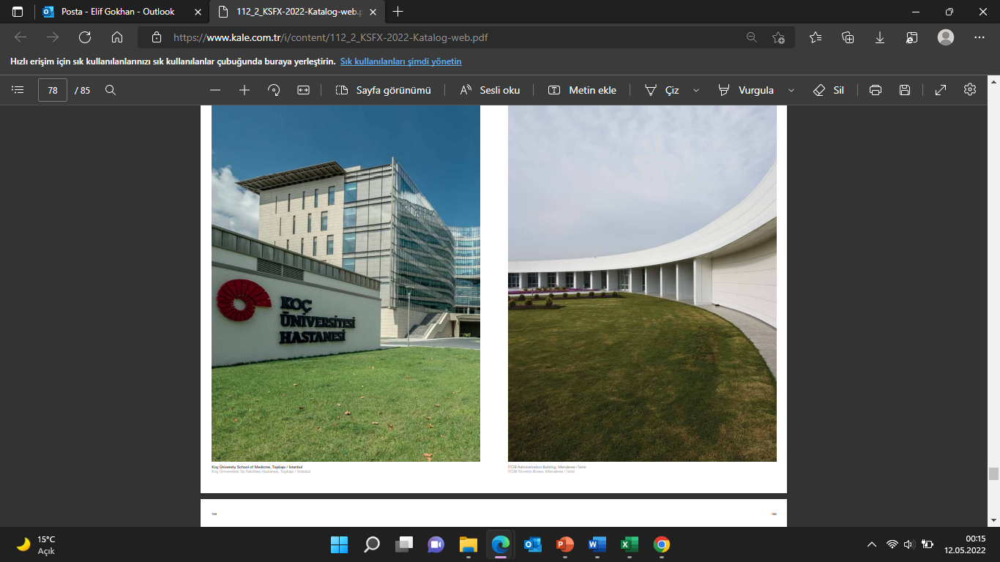 Posta - Elif Gokhan - Outlook
112_2_KSFX-2022-Katalog-web.p
https://www.kale.com.tr/i/content/112_2_KSFX-2022-Katalog-web.pdf
Hızlı erişim için sık kullanılanlarınızı sık kullanılanlar çubuğunda buraya yerleştirin. Sık kullanılanları şimdi yönetin
78 / 85
Sayfa görünümü
Sesli oku
Metin ekle
Çiz
Vurgula
Sil
KOÇ
ÜNİVERSİTESİ
HASTANESİ
Koç University School of Medicine, Topkapı / İstanbul
Koç Üniversitesi Tıp Fakültesi Hastanesi, Topkapı / İstanbul
İTOB Administration Building, Menderes / İzmir
İTOB Yönetim Binası, Menderes / İzmir
15°C
Açık
00:15
12.05.2022